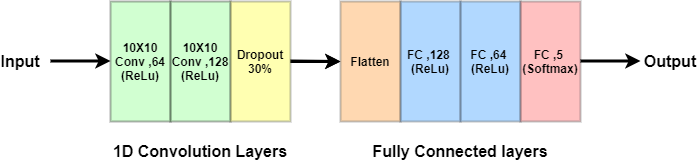 Input
10X10
Conv ,64
(ReLu)
10X10
Conv ,128
(ReLu)
Dropout
30%
Flatten
FC ,128
(ReLu)
FC ,64
(ReLu)
FC ,5
(Softmax)
Output
1D Convolution Layers
Fully Connected layers